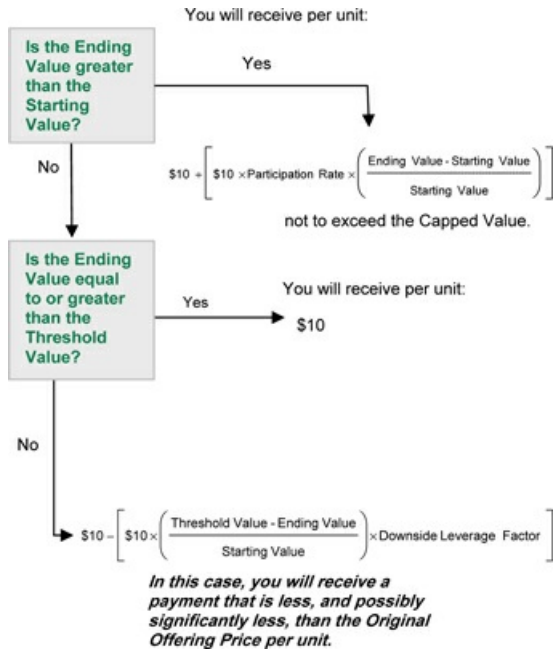 You will receive per unit:
Is the Ending
Value greater
than the
Starting
Value?
Yes
No
$10 + [ $10 × Participation Rate × ( Ending Value - Starting Value / Starting Value ) ]
not to exceed the Capped Value.
Is the Ending
Value equal
to or greater
than the
Threshold
Value?
Yes
You will receive per unit:
$10
No
$10 − [ $10 × ( Threshold Value - Ending Value / Starting Value ) × Downside Leverage Factor ]
In this case, you will receive a
payment that is less, and possibly
significantly less, than the Original
Offering Price per unit.